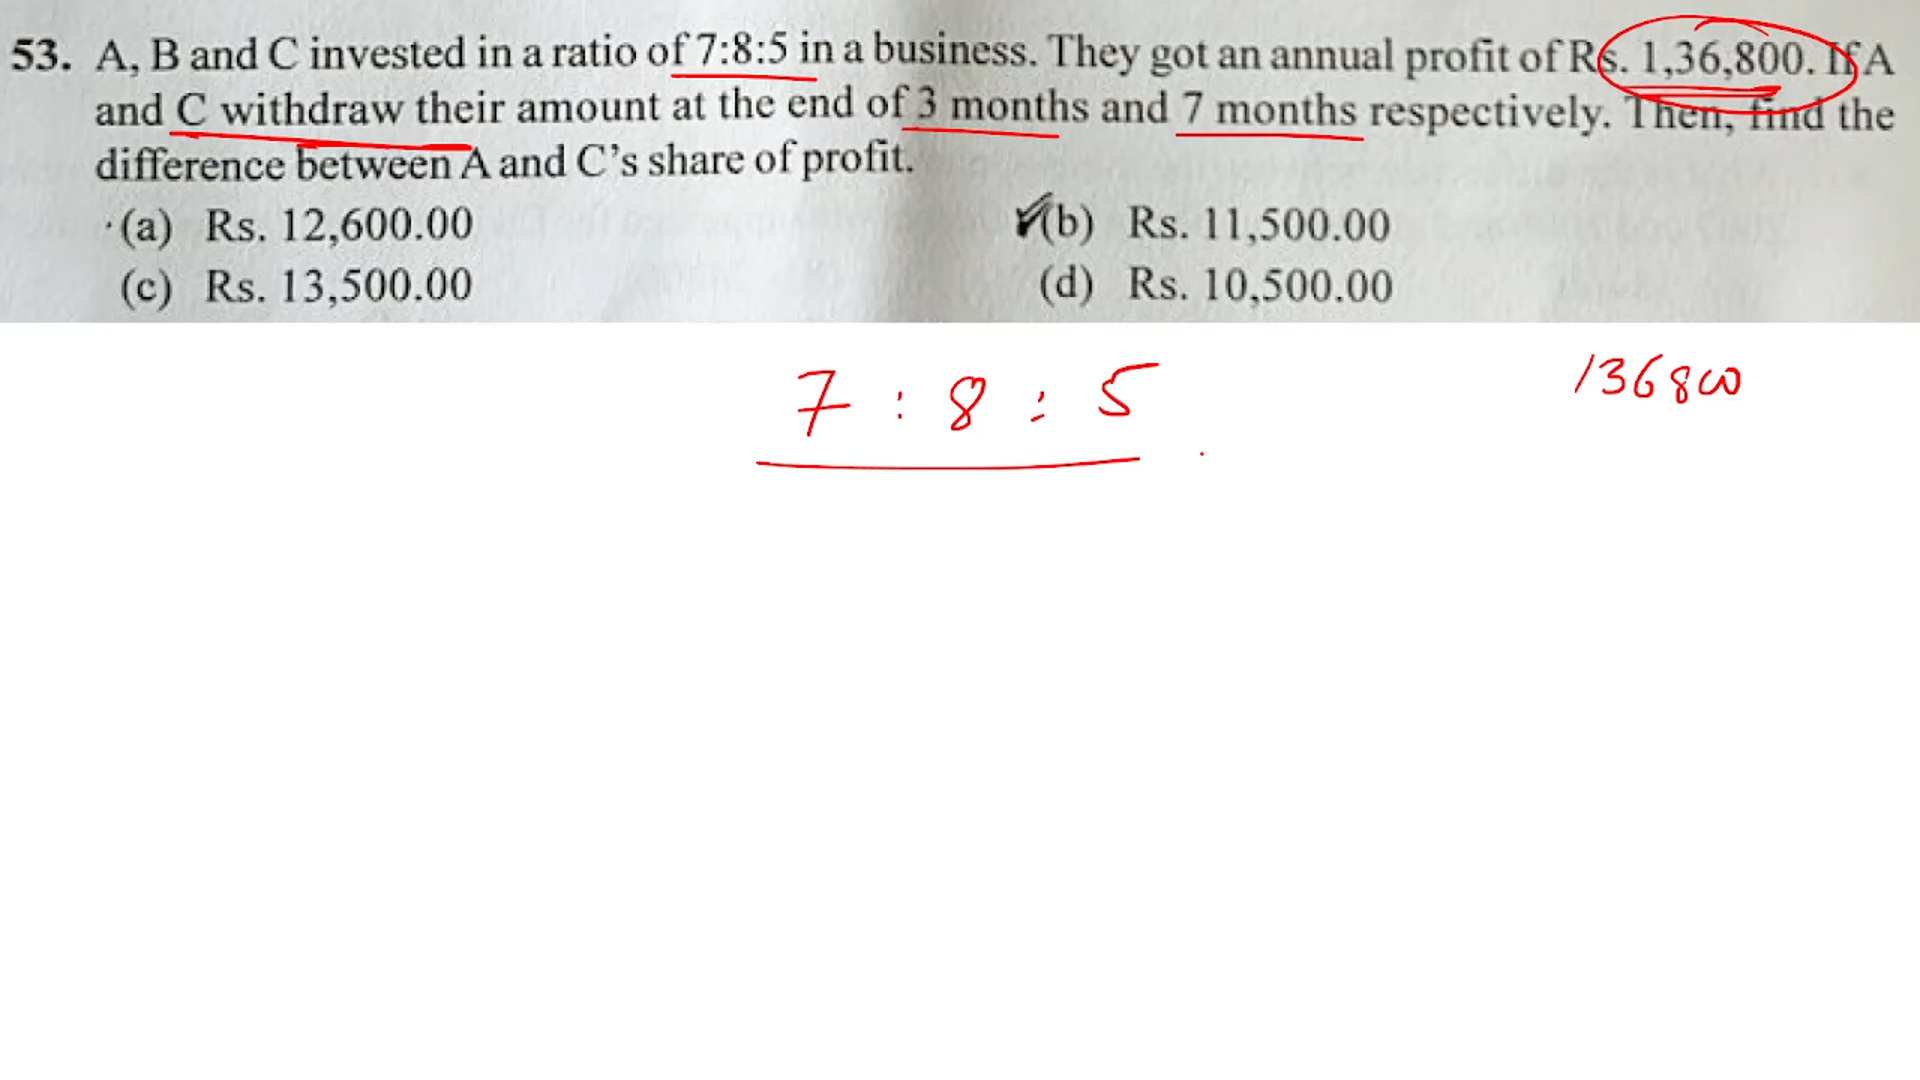 53. A, B and C invested in a ratio of 7:8:5 in a business. They got an annual profit of Rs. 1,36,800. If A
and C withdraw their amount at the end of 3 months and 7 months respectively. Then, find the
difference between A and C's share of profit.
(a) Rs. 12,600.00 (b) Rs. 11,500.00
(c) Rs. 13,500.00 (d) Rs. 10,500.00
7 : 8 : 5 136800